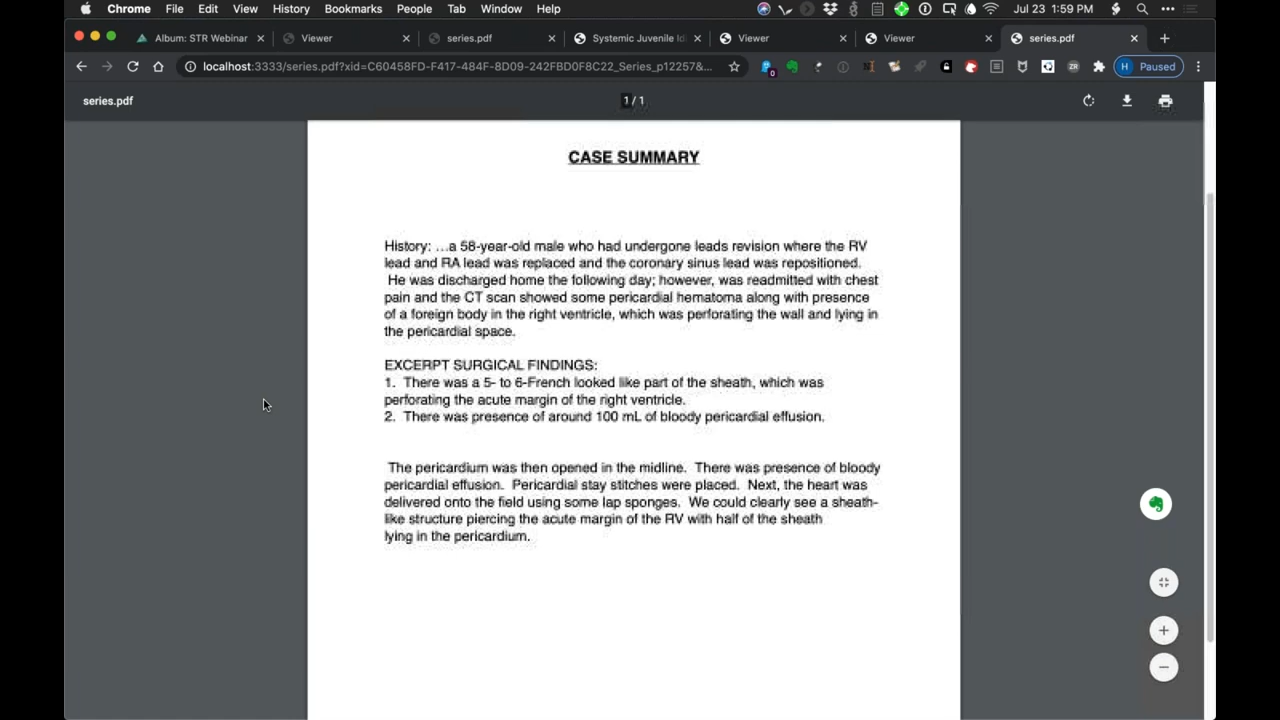 Chrome File Edit View History Bookmarks People Tab Window Help Jul 23 1:59 PM
Album: STR Webinar Viewer series.pdf Systemic Juvenile Id Viewer Viewer series.pdf
localhost:3333/series.pdf?xid=C60458FD-F417-484F-8D09-242FBD0F8C22_Series_p12257&... 0 ZR H Paused
series.pdf 1 / 1
CASE SUMMARY
History: ...a 58-year-old male who had undergone leads revision where the RV
lead and RA lead was replaced and the coronary sinus lead was repositioned.
He was discharged home the following day; however, was readmitted with chest
pain and the CT scan showed some pericardial hematoma along with presence
of a foreign body in the right ventricle, which was perforating the wall and lying in
the pericardial space.
EXCERPT SURGICAL FINDINGS:
1. There was a 5- to 6-French looked like part of the sheath, which was
perforating the acute margin of the right ventricle.
2. There was presence of around 100 mL of bloody pericardial effusion.
The pericardium was then opened in the midline. There was presence of bloody
pericardial effusion. Pericardial stay stitches were placed. Next, the heart was
delivered onto the field using some lap sponges. We could clearly see a sheath-
like structure piercing the acute margin of the RV with half of the sheath
lying in the pericardium.